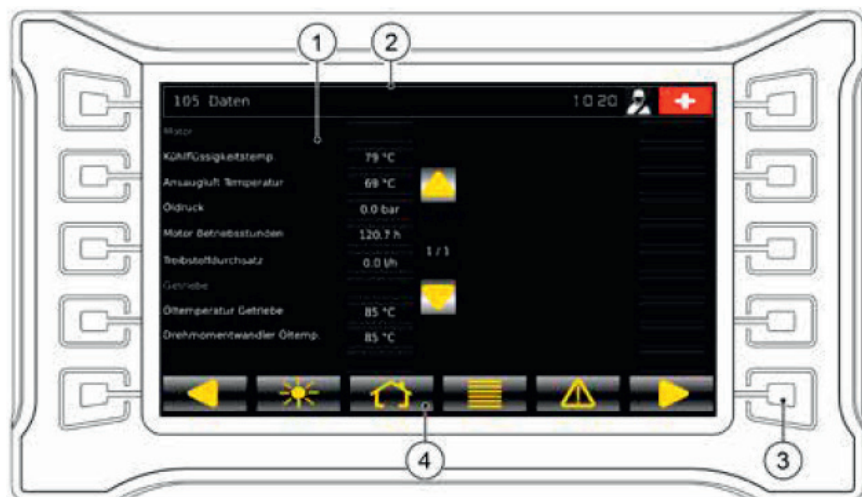 1
2
105 Daten 10 20
Motor
Kühlflüssigkeitstemp. 79 °C
Ansaugluft Temperatur 69 °C
Öldruck 0.0 bar
Motor Betriebsstunden 120.7 h
1 / 1
Treibstoffdurchsatz 0.0 l/h
Getriebe
Öltemperatur Getriebe 85 °C
Drehmomentwandler Öltemp. 85 °C
4
3